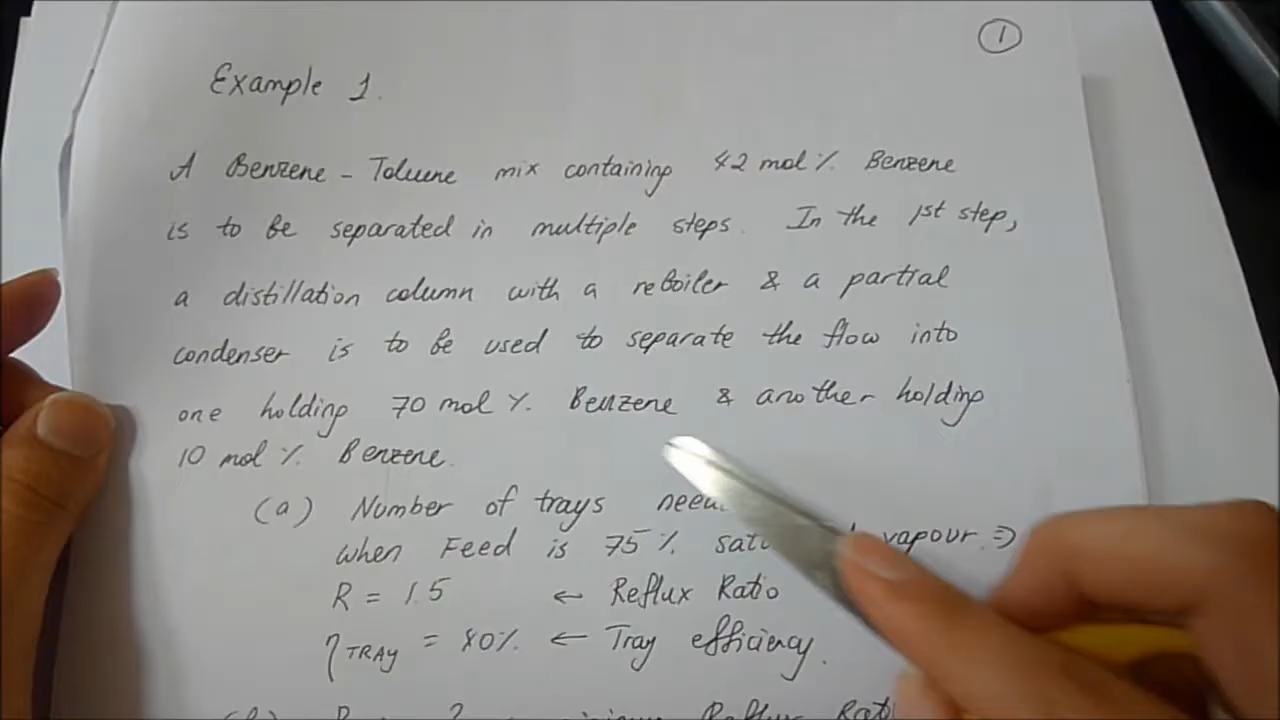 1
Example 1.
A Benzene - Toluene mix containing 42 mol % Benzene
is to be separated in multiple steps. In the 1st step,
a distillation column with a reboiler & a partial
condenser is to be used to separate the flow into
one holding 70 mol %. Benzene & another holding
10 mol %. Benzene.
(a) Number of trays
when Feed is 75 % vapour =>
R = 1.5 ← Reflux Ratio
ηTRAY = 40%. ← Tray efficiency.
Reflux